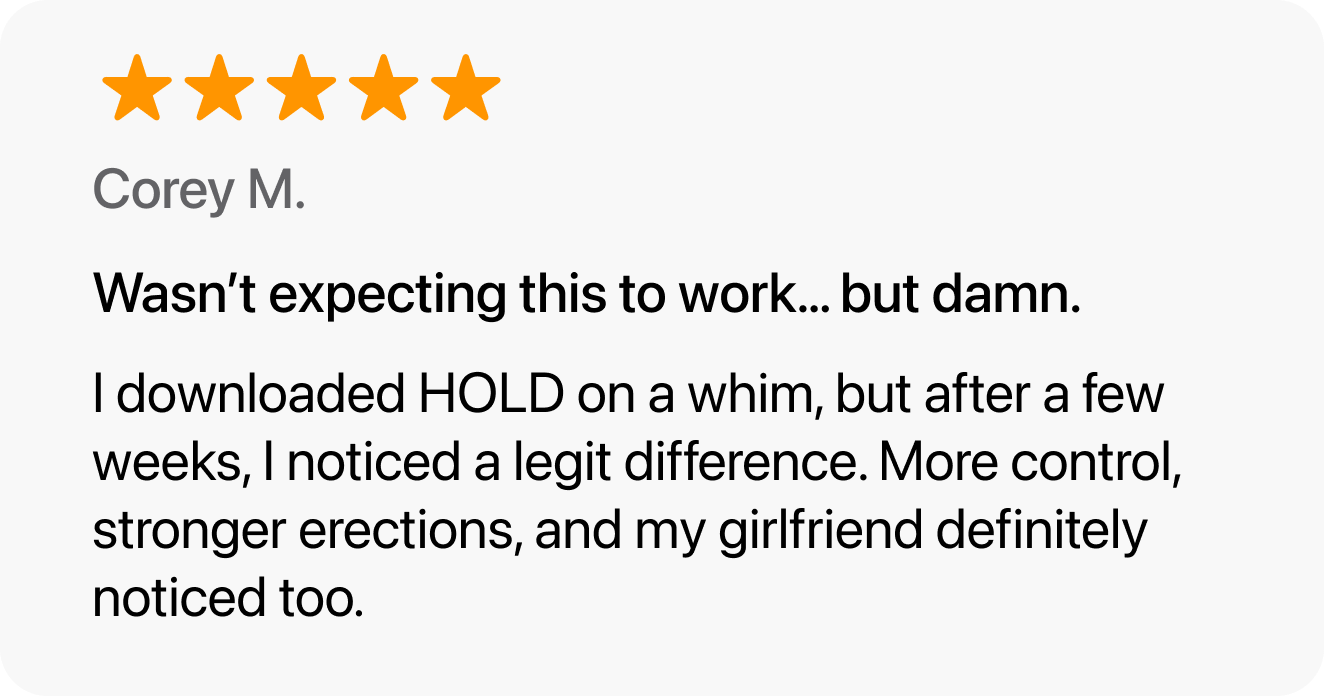 Corey M.
Wasn’t expecting this to work... but damn.
I downloaded HOLD on a whim, but after a few
weeks, I noticed a legit difference. More control,
stronger erections, and my girlfriend definitely
noticed too.